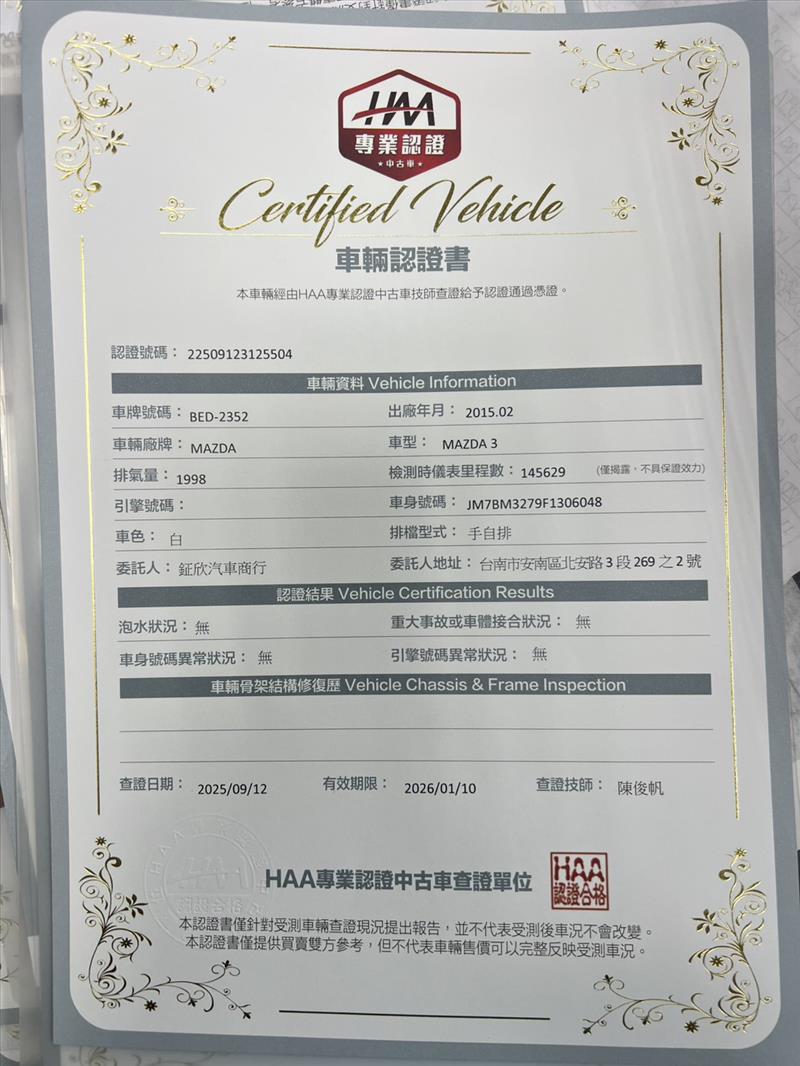 HAA
專業認證
★中古車★
Certified Vehicle
車輛認證書
本車輛經由HAA專業認證中古車技師查證給予認證通過憑證。
認證號碼： 22509123125504
車輛資料 Vehicle Information
車牌號碼： BED-2352 出廠年月： 2015.02
車輛廠牌： MAZDA 車型： MAZDA 3
排氣量： 1998 檢測時儀表里程數： 145629 (僅揭露，不具保證效力)
引擎號碼： 車身號碼： JM7BM3279F1306048
車色： 白 排檔型式： 手自排
委託人： 鉦欣汽車商行 委託人地址： 台南市安南區北安路 3 段 269 之 2 號
認證結果 Vehicle Certification Results
泡水狀況： 無 重大事故或車體接合狀況： 無
車身號碼異常狀況： 無 引擎號碼異常狀況： 無
車輛骨架結構修復歷 Vehicle Chassis & Frame Inspection
查證日期： 2025/09/12 有效期限： 2026/01/10 查證技師： 陳俊帆
HAA專業認證中古車查證單位
HAA
認證合格
本認證書僅針對受測車輛查證現況提出報告，並不代表受測後車況不會改變。
本認證書僅提供買賣雙方參考，但不代表車輛售價可以完整反映受測車況。